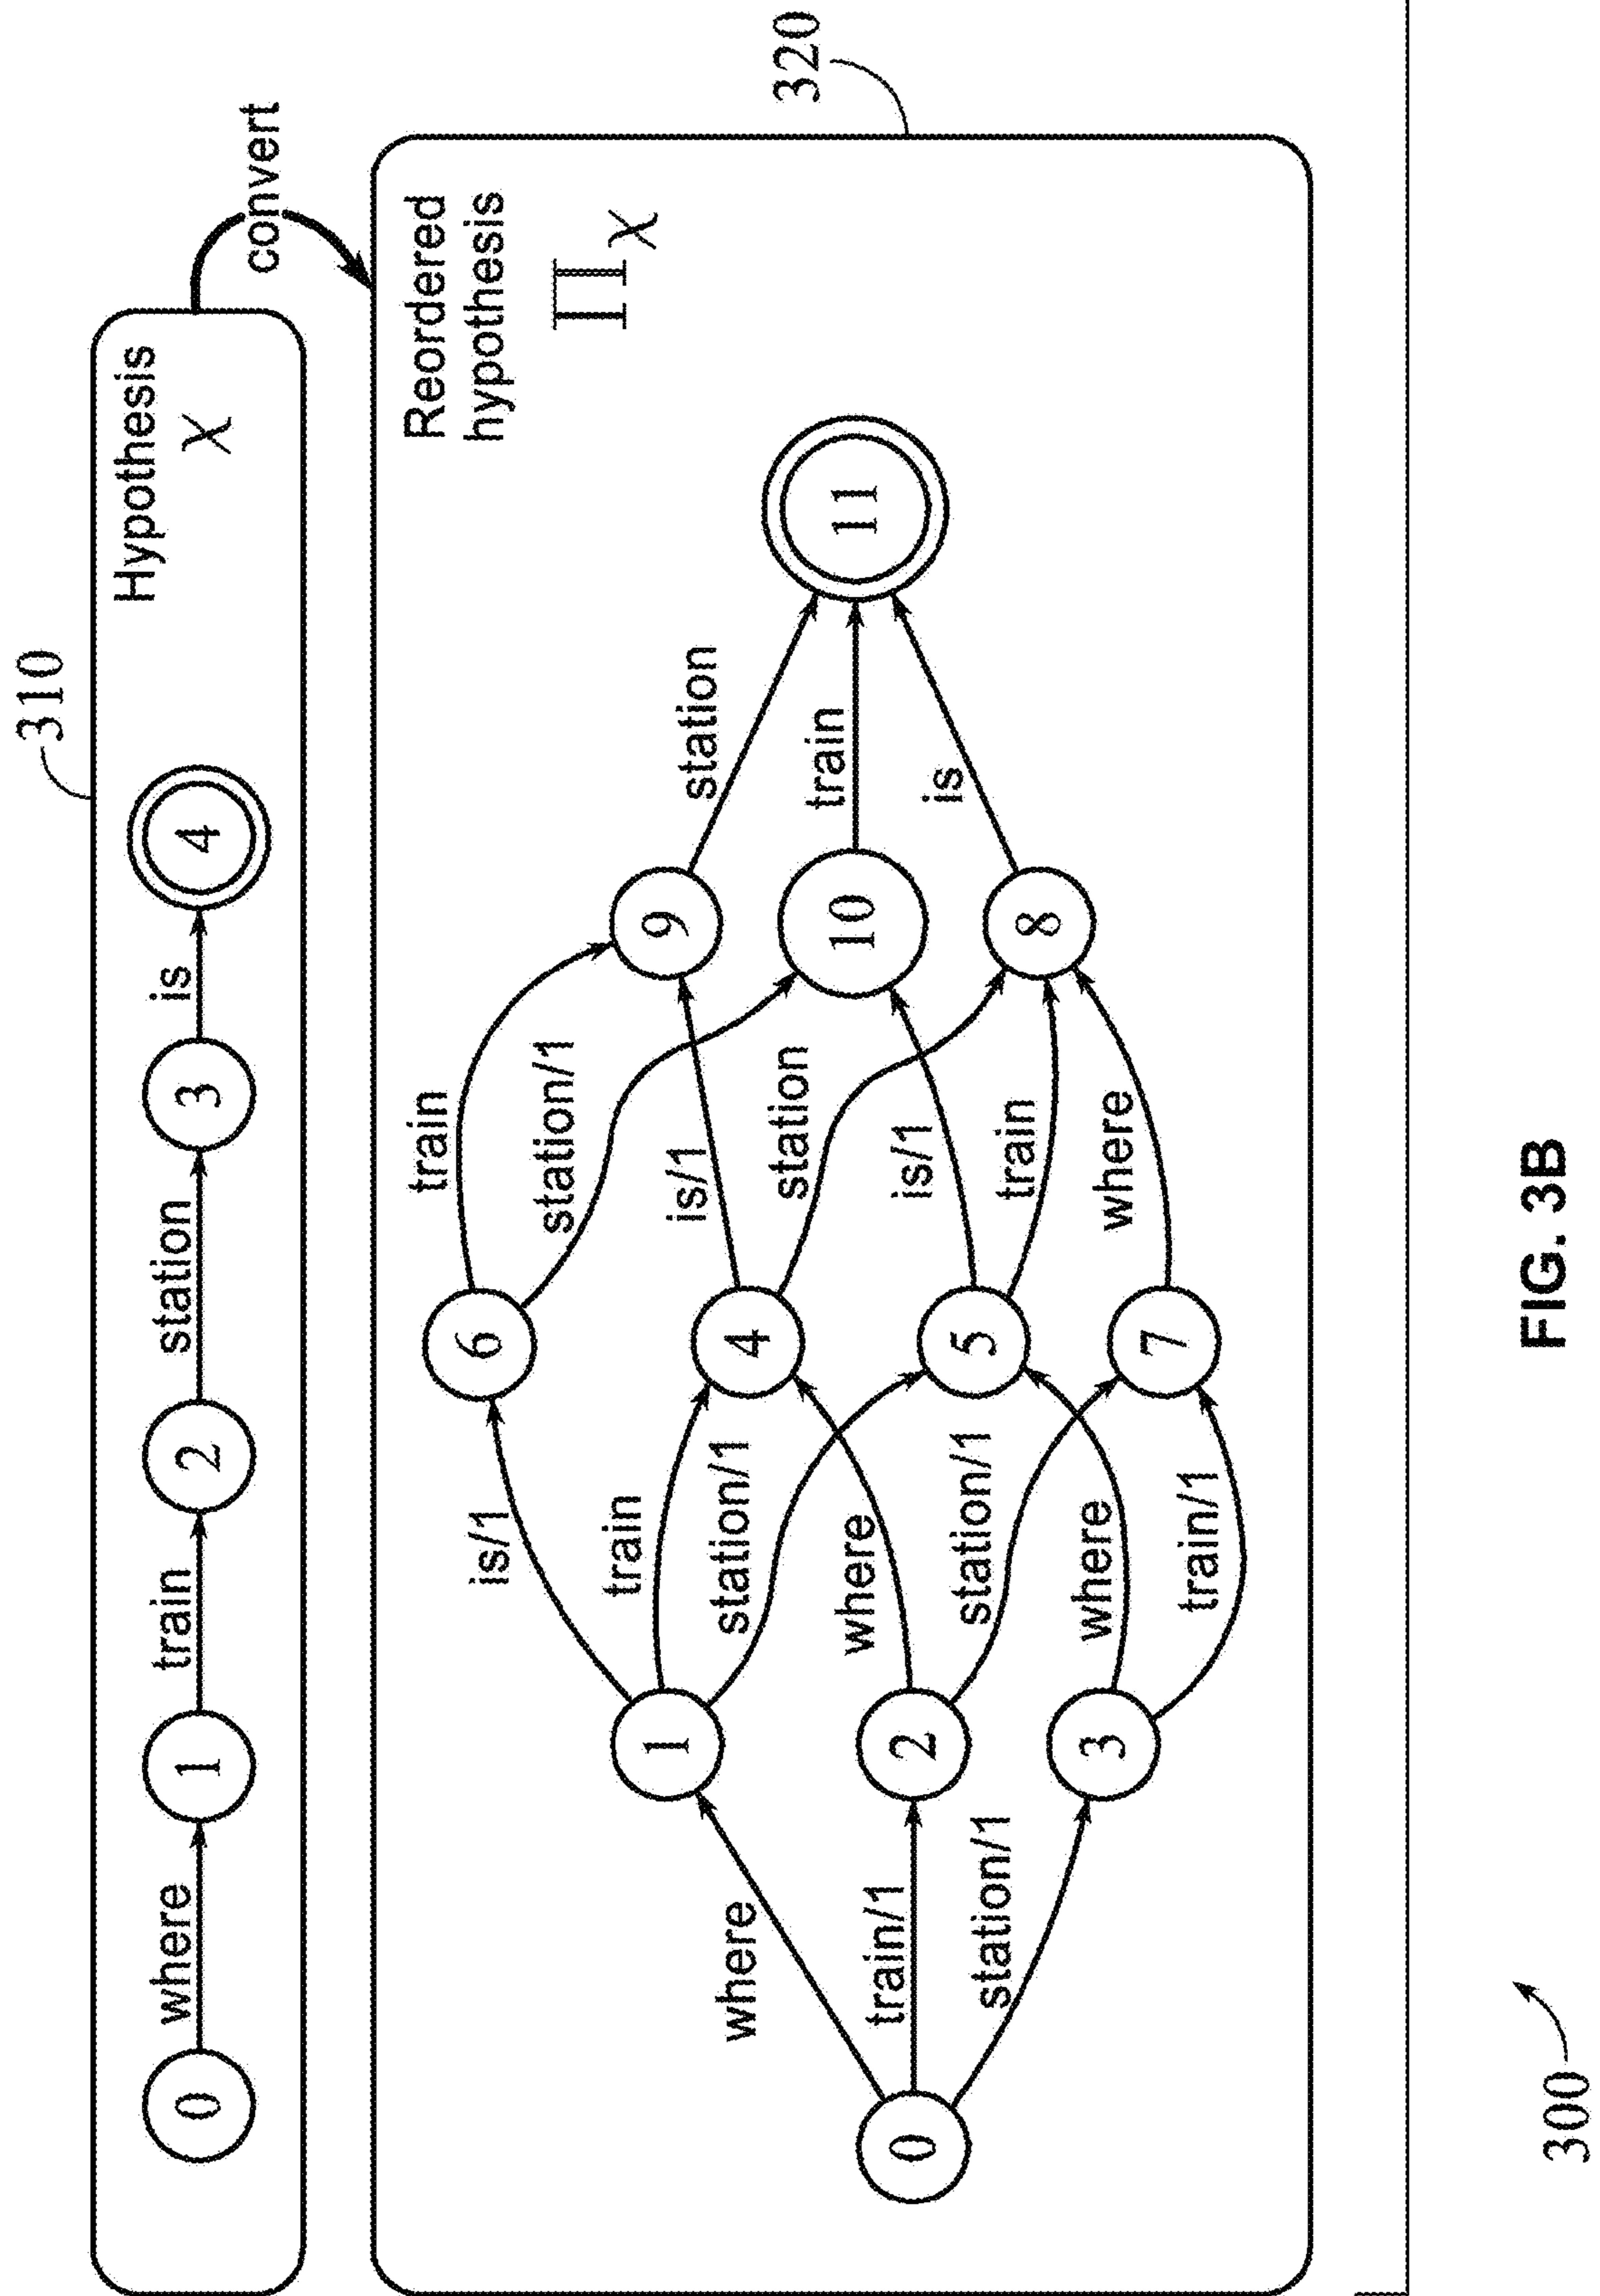 310
Hypothesis
χ
0
where
1
train
2
station
3
is
4
convert
320
Reordered
hypothesis
∏χ
0
where
train/1
station/1
1
2
3
is/1
train
station/1
where
station/1
where
train/1
6
4
5
7
train
station/1
is/1
station
is/1
train
where
9
10
8
station
train
is
11
300
FIG. 3B